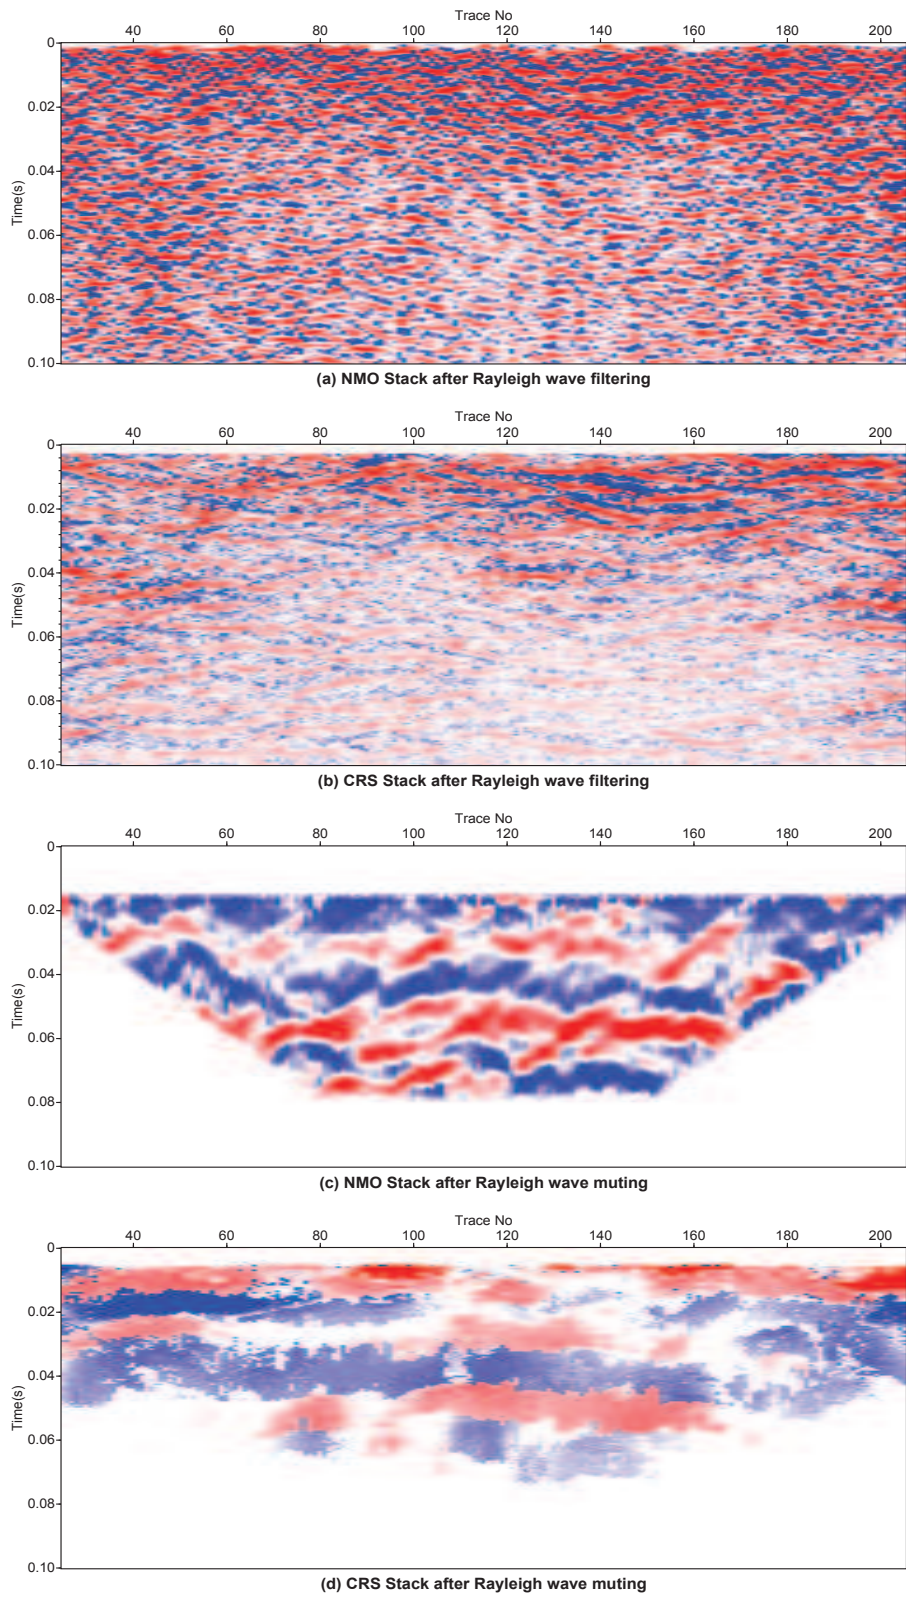 Trace No
40 60 80 100 120 140 160 180 200
0
0.02
0.04
0.06
0.08
0.10
Time(s)
(a) NMO Stack after Rayleigh wave filtering
Trace No
40 60 80 100 120 140 160 180 200
0
0.02
0.04
0.06
0.08
0.10
Time(s)
(b) CRS Stack after Rayleigh wave filtering
Trace No
40 60 80 100 120 140 160 180 200
0
0.02
0.04
0.06
0.08
0.10
Time(s)
(c) NMO Stack after Rayleigh wave muting
Trace No
40 60 80 100 120 140 160 180 200
0
0.02
0.04
0.06
0.08
0.10
Time(s)
(d) CRS Stack after Rayleigh wave muting